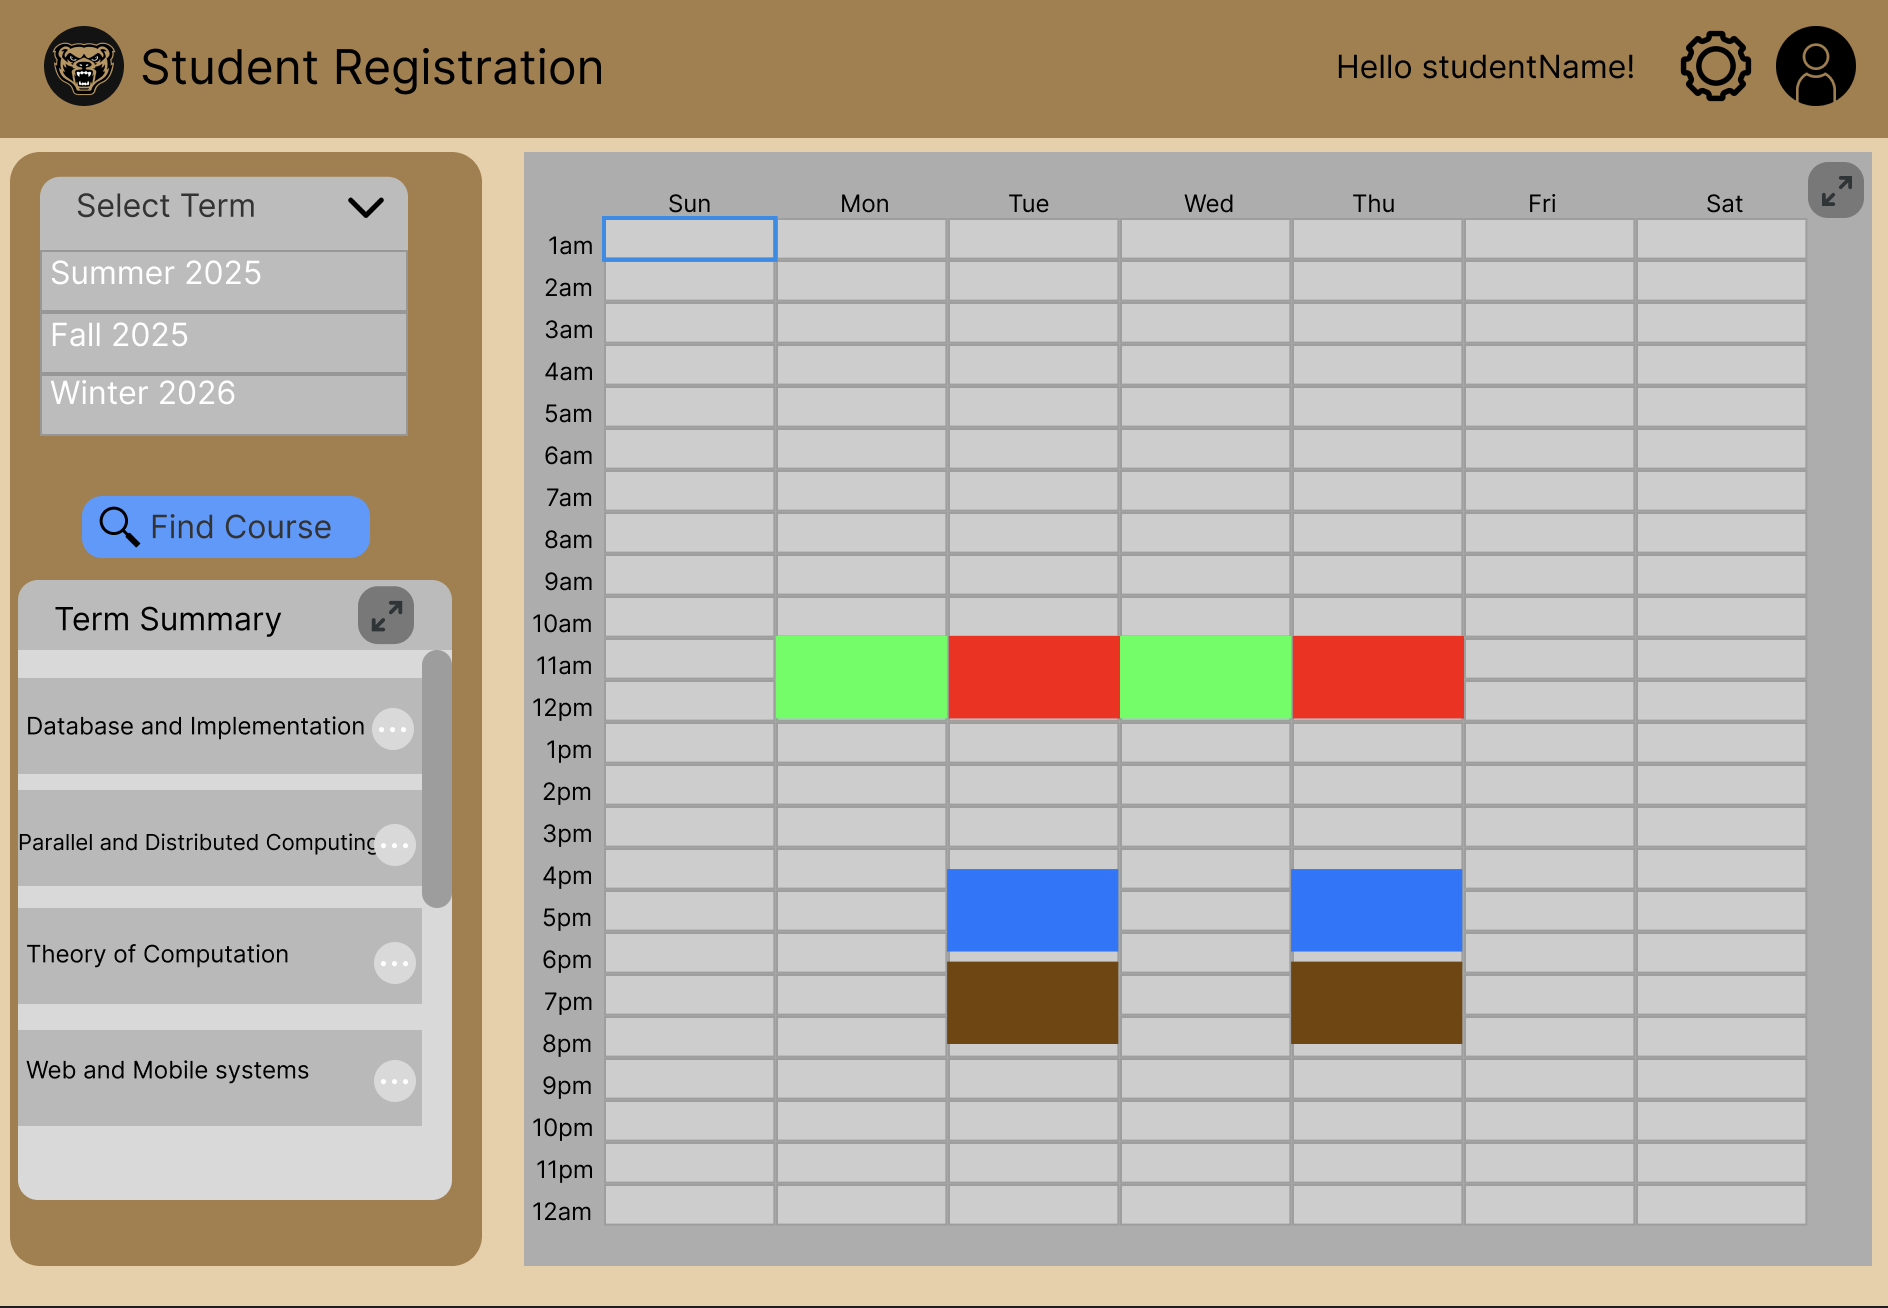 Student Registration
Hello studentName!
Select Term
Summer 2025
Fall 2025
Winter 2026
Find Course
Term Summary
Database and Implementation
Parallel and Distributed Computing
Theory of Computation
Web and Mobile systems
Sun Mon Tue Wed Thu Fri Sat
1am
2am
3am
4am
5am
6am
7am
8am
9am
10am
11am
12pm
1pm
2pm
3pm
4pm
5pm
6pm
7pm
8pm
9pm
10pm
11pm
12am